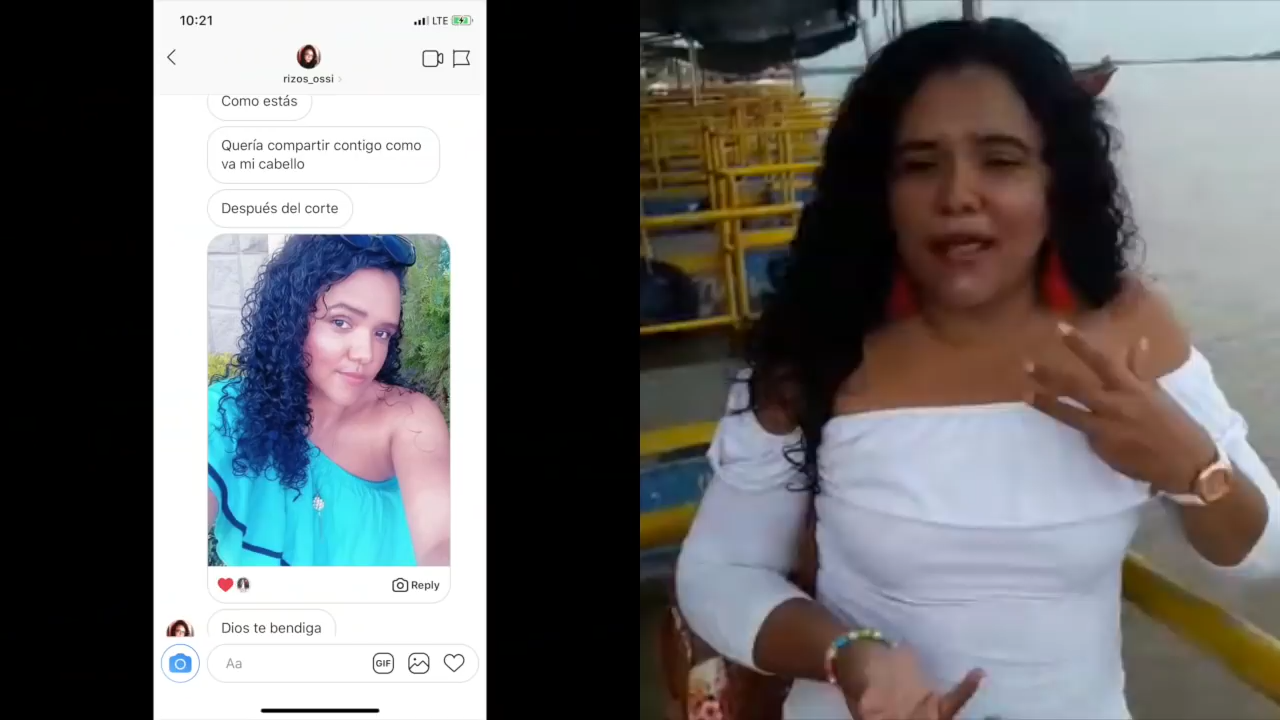 10:21
LTE
rizos_ossi
Como estás
Quería compartir contigo como
va mi cabello
Después del corte
Reply
Dios te bendiga
Aa
GIF